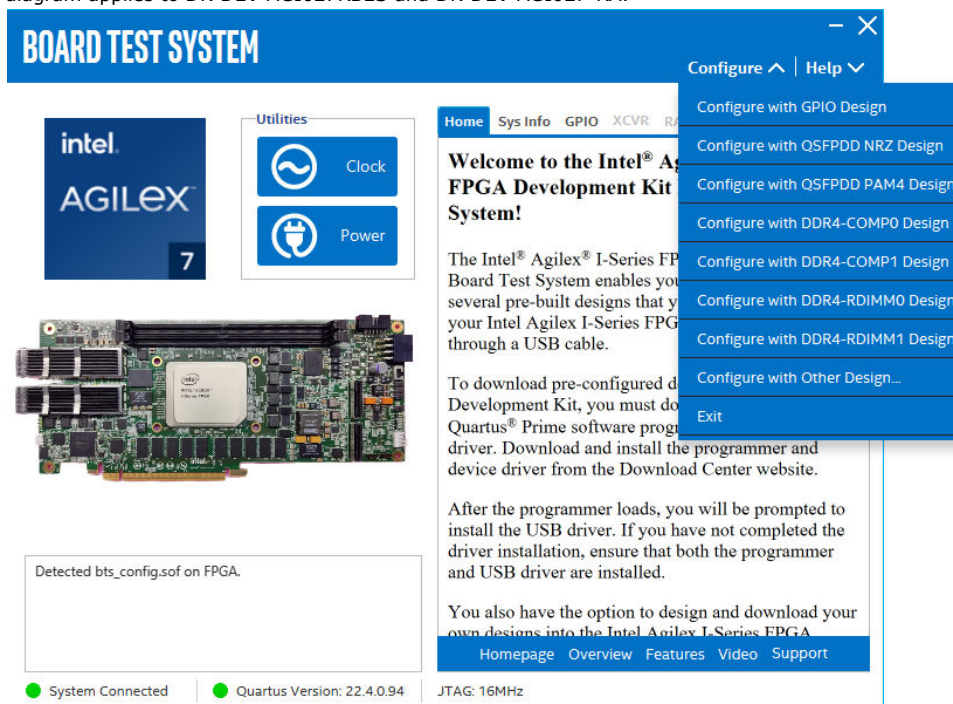 BOARD TEST SYSTEM
Configure | Help
intel.
AGILEX
7
Utilities
Clock
Power
Home Sys Info GPIO XCVR
Configure with GPIO Design
Configure with QSFPDD NRZ Design
Configure with QSFPDD PAM4 Design
Configure with DDR4-COMP0 Design
Configure with DDR4-COMP1 Design
Configure with DDR4-RDIMM0 Design
Configure with DDR4-RDIMM1 Design
Configure with Other Design...
Exit
Welcome to the Intel®
FPGA Development Kit
System!
The Intel® Agilex® I-Series
Board Test System enables
several pre-built designs that
your Intel Agilex I-Series
through a USB cable.
To download pre-configured
Development Kit, you must
Quartus® Prime software
driver. Download and install the programmer and
device driver from the Download Center website.
After the programmer loads, you will be prompted to
install the USB driver. If you have not completed the
driver installation, ensure that both the programmer
and USB driver are installed.
You also have the option to design and download your
own designs into the Intel Agilex I-Series FPGA
Homepage Overview Features Video Support
Detected bts_config.sof on FPGA.
System Connected
Quartus Version: 22.4.0.94
JTAG: 16MHz